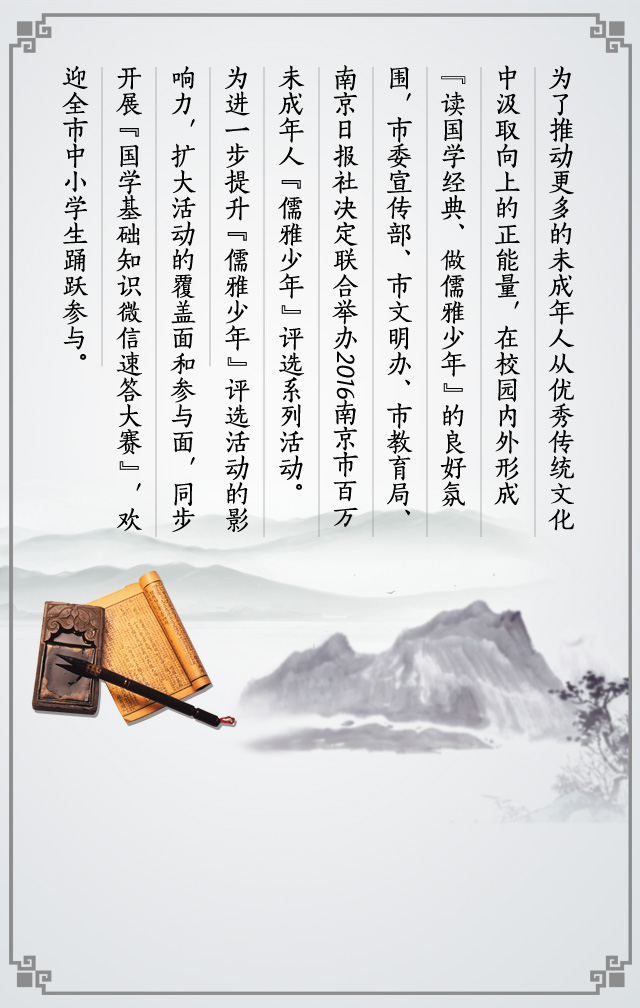 为了推动更多的未成年人从优秀传统文化
中汲取向上的正能量，在校园内外形成
『读国学经典、做儒雅少年』的良好氛
围，市委宣传部、市文明办、市教育局、
南京日报社决定联合举办2016南京市百万
未成年人『儒雅少年』评选系列活动。
为进一步提升『儒雅少年』评选活动的影
响力，扩大活动的覆盖面和参与面，同步
开展『国学基础知识微信速答大赛』，欢
迎全市中小学生踊跃参与。